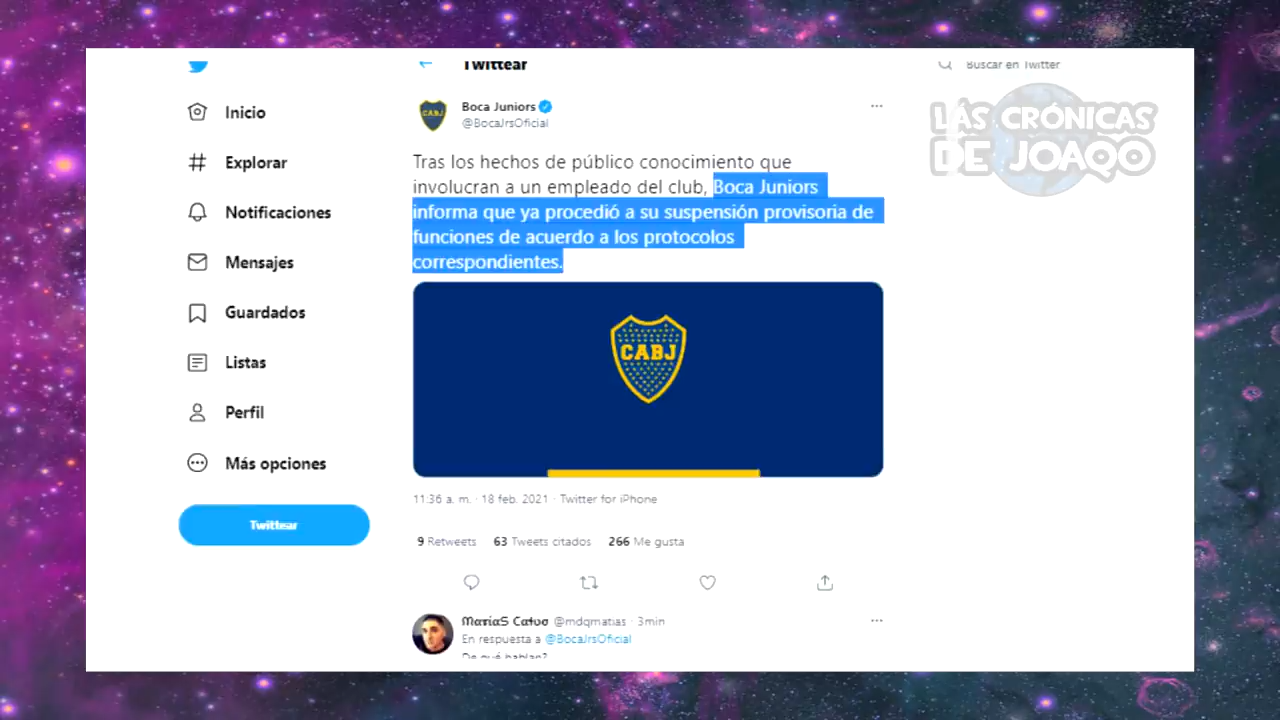 Twittear
Buscar en Twitter
Inicio
Explorar
Notificaciones
Mensajes
Guardados
Listas
Perfil
Más opciones
Twittear
Boca Juniors
@BocaJrsOficial
Tras los hechos de público conocimiento que
involucran a un empleado del club, Boca Juniors
informa que ya procedió a su suspensión provisoria de
funciones de acuerdo a los protocolos
correspondientes.
CABJ
11:36 a. m. · 18 feb. 2021 · Twitter for iPhone
9 Retweets 63 Tweets citados 266 Me gusta
@mdqmatias · 3min
En respuesta a @BocaJrsOficial
De qué hablan?
LAS CRÓNICAS
DE JOAQO